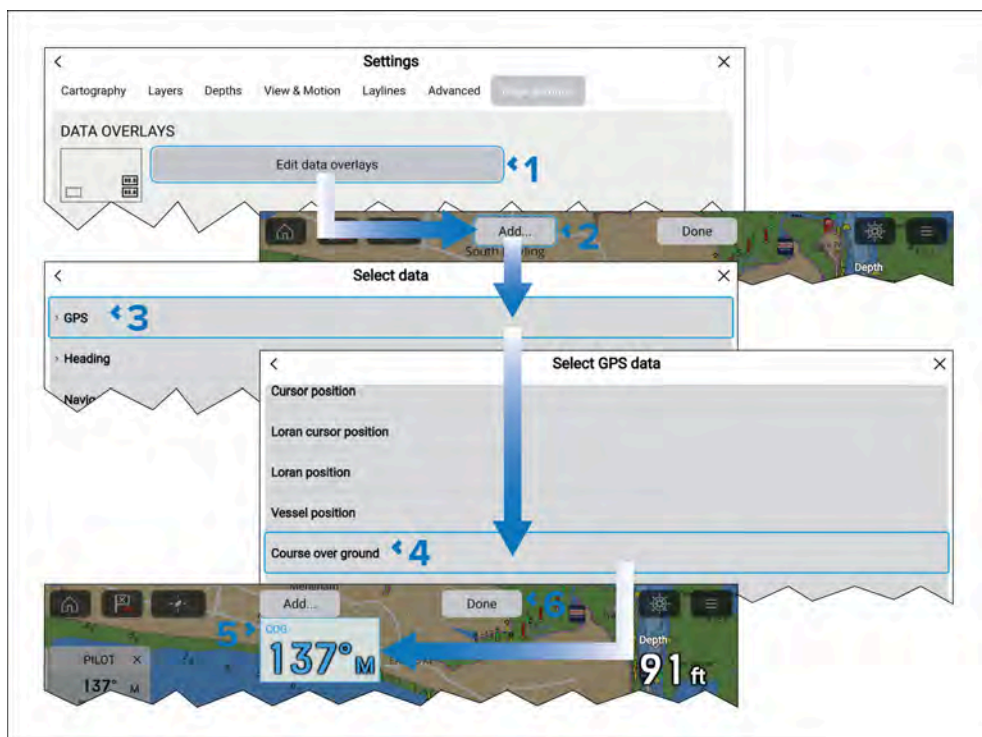 Settings
Cartography Layers Depths View & Motion Laylines Advanced
DATA OVERLAYS
Edit data overlays
1
Add...
2
Done
South
Depth
Select data
GPS
3
Heading
Navig
Select GPS data
Cursor position
Loran cursor position
Loran position
Vessel position
Course over ground
4
Add...
Done
6
5
COG
137° M
PILOT X
137° M
Depth
91 ft